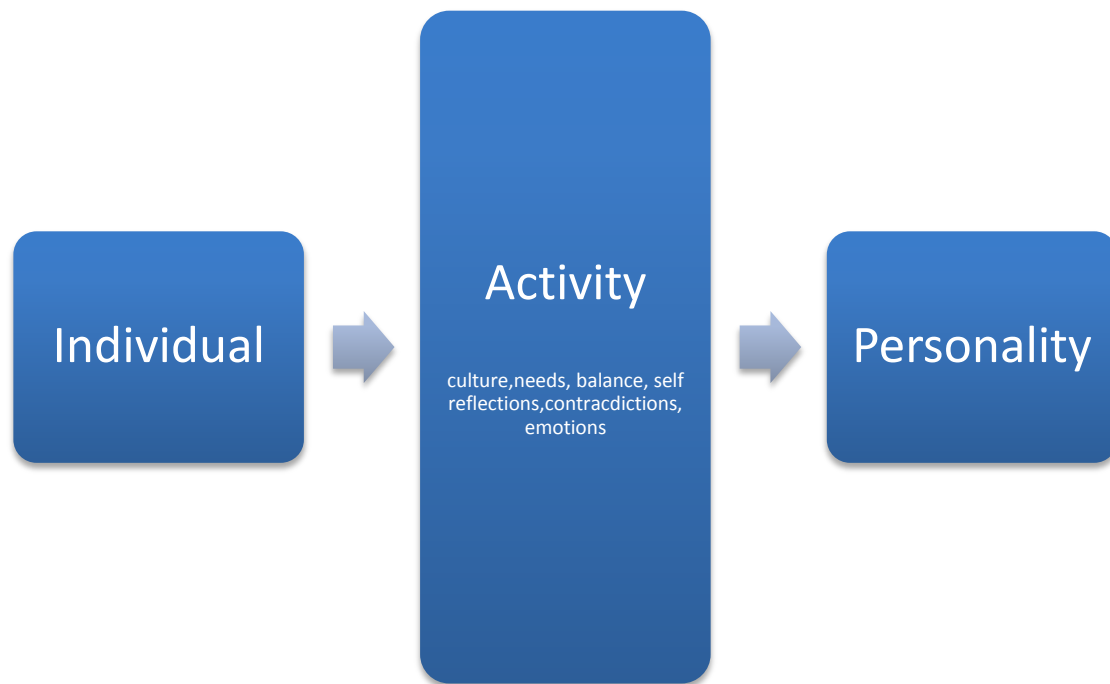 Individual
Activity
culture,needs, balance, self
reflections,contracdictions,
emotions
Personality